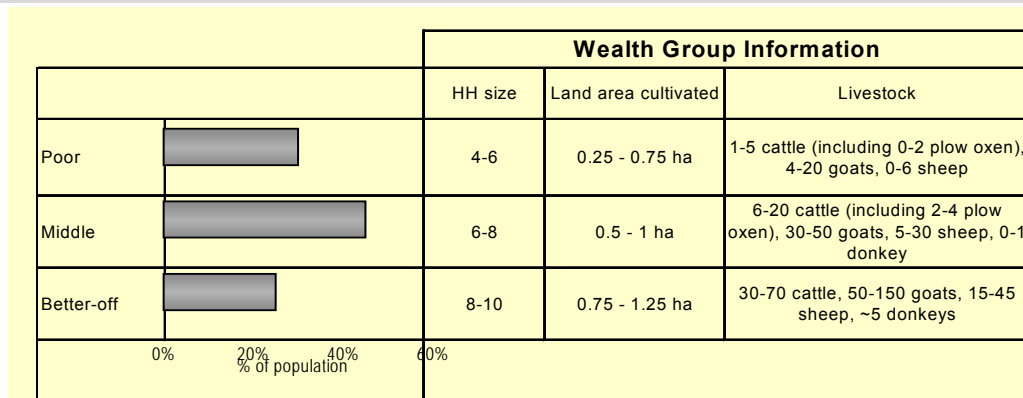 Wealth Group Information
HH size
Land area cultivated
Livestock
Poor
4-6
0.25 - 0.75 ha
1-5 cattle (including 0-2 plow oxen),
4-20 goats, 0-6 sheep
Middle
6-8
0.5 - 1 ha
6-20 cattle (including 2-4 plow
oxen), 30-50 goats, 5-30 sheep, 0-1
donkey
Better-off
8-10
0.75 - 1.25 ha
30-70 cattle, 50-150 goats, 15-45
sheep, ~5 donkeys
0% 20% 40% 60%
% of population